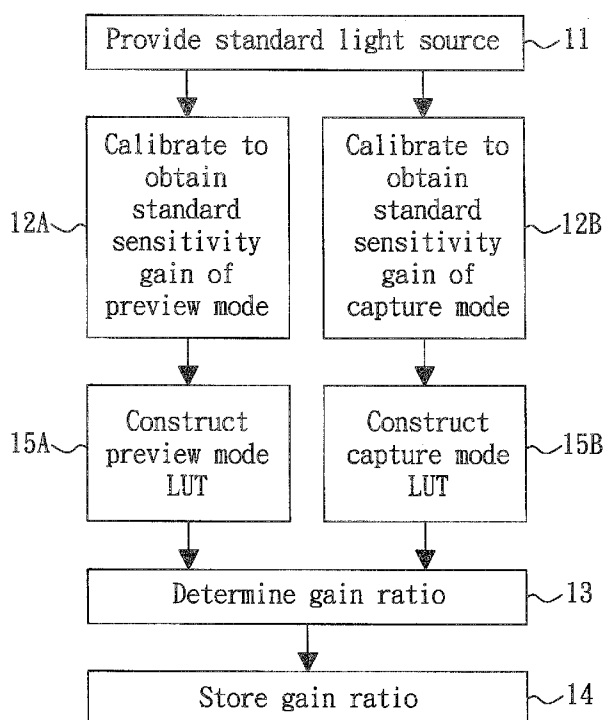 Provide standard light source
11
Calibrate to
obtain
standard
sensitivity
gain of
preview mode
12A
Calibrate to
obtain
standard
sensitivity
gain of
capture mode
12B
Construct
preview mode
LUT
15A
Construct
capture mode
LUT
15B
Determine gain ratio
13
Store gain ratio
14